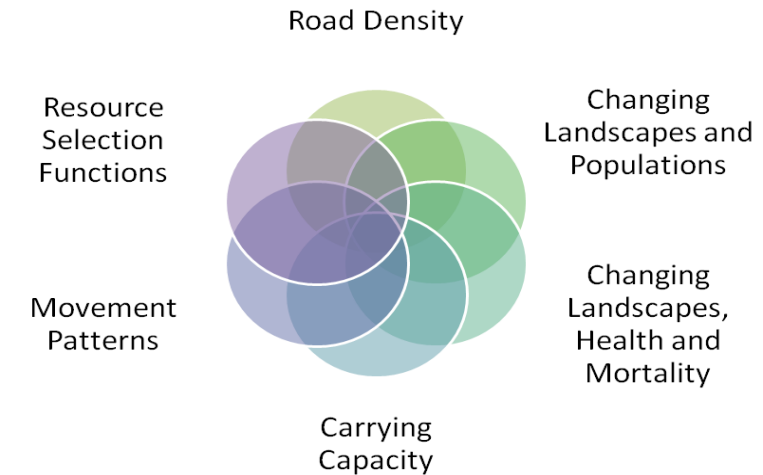 Road Density
Changing
Landscapes and
Populations
Changing
Landscapes,
Health and
Mortality
Carrying
Capacity
Movement
Patterns
Resource
Selection
Functions